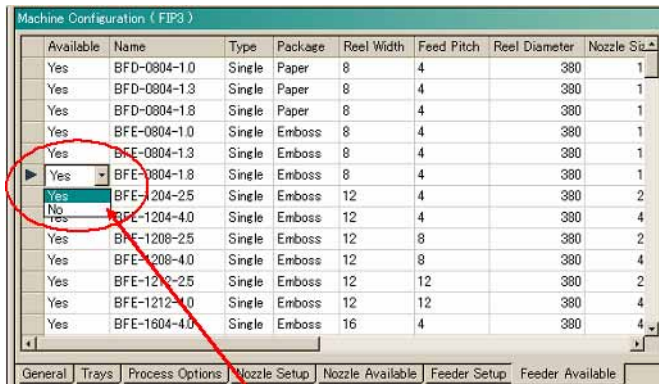 Machine Configuration ( FIP3 )
Available Name Type Package Reel Width Feed Pitch Reel Diameter Nozzle Siz
Yes BFD-0804-1.0 Single Paper 8 4 380 1
Yes BFD-0804-1.3 Single Paper 8 4 380 1
Yes BFD-0804-1.8 Single Paper 8 4 380 1
Yes BFE-0804-1.0 Single Emboss 8 4 380 1
Yes BFE-0804-1.3 Single Emboss 8 4 380 1
Yes BFE-0804-1.8 Single Emboss 8 4 380 1
Yes BFE-1204-2.5 Single Emboss 12 4 380 2
No
Yes BFE-1204-4.0 Single Emboss 12 4 380 4
Yes BFE-1208-2.5 Single Emboss 12 8 380 2
Yes BFE-1208-4.0 Single Emboss 12 8 380 4
Yes BFE-1212-2.5 Single Emboss 12 12 380 2
Yes BFE-1212-4.0 Single Emboss 12 12 380 4
Yes BFE-1604-4.0 Single Emboss 16 4 380 4
General Trays Process Options Nozzle Setup Nozzle Available Feeder Setup Feeder Available